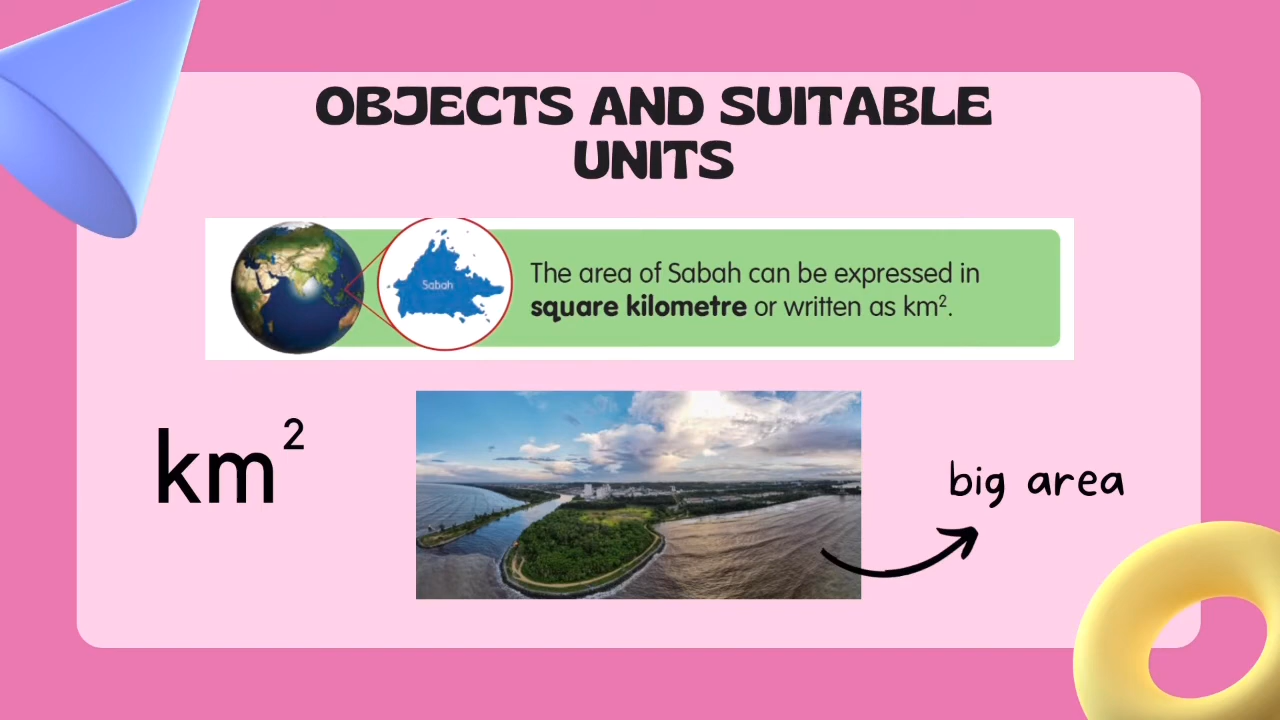 OBJECTS AND SUITABLE
UNITS
Sabah
The area of Sabah can be expressed in
square kilometre or written as km².
km²
big area